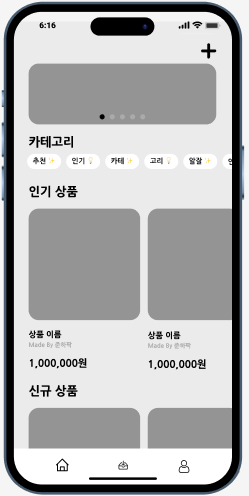 6:16
카테고리
추천✨ 인기💡 카테✨ 고리💡 알잘✨
인기 상품
상품 이름 상품 이름
Made By 준하락 Made By 준하락
1,000,000원 1,000,000원
신규 상품